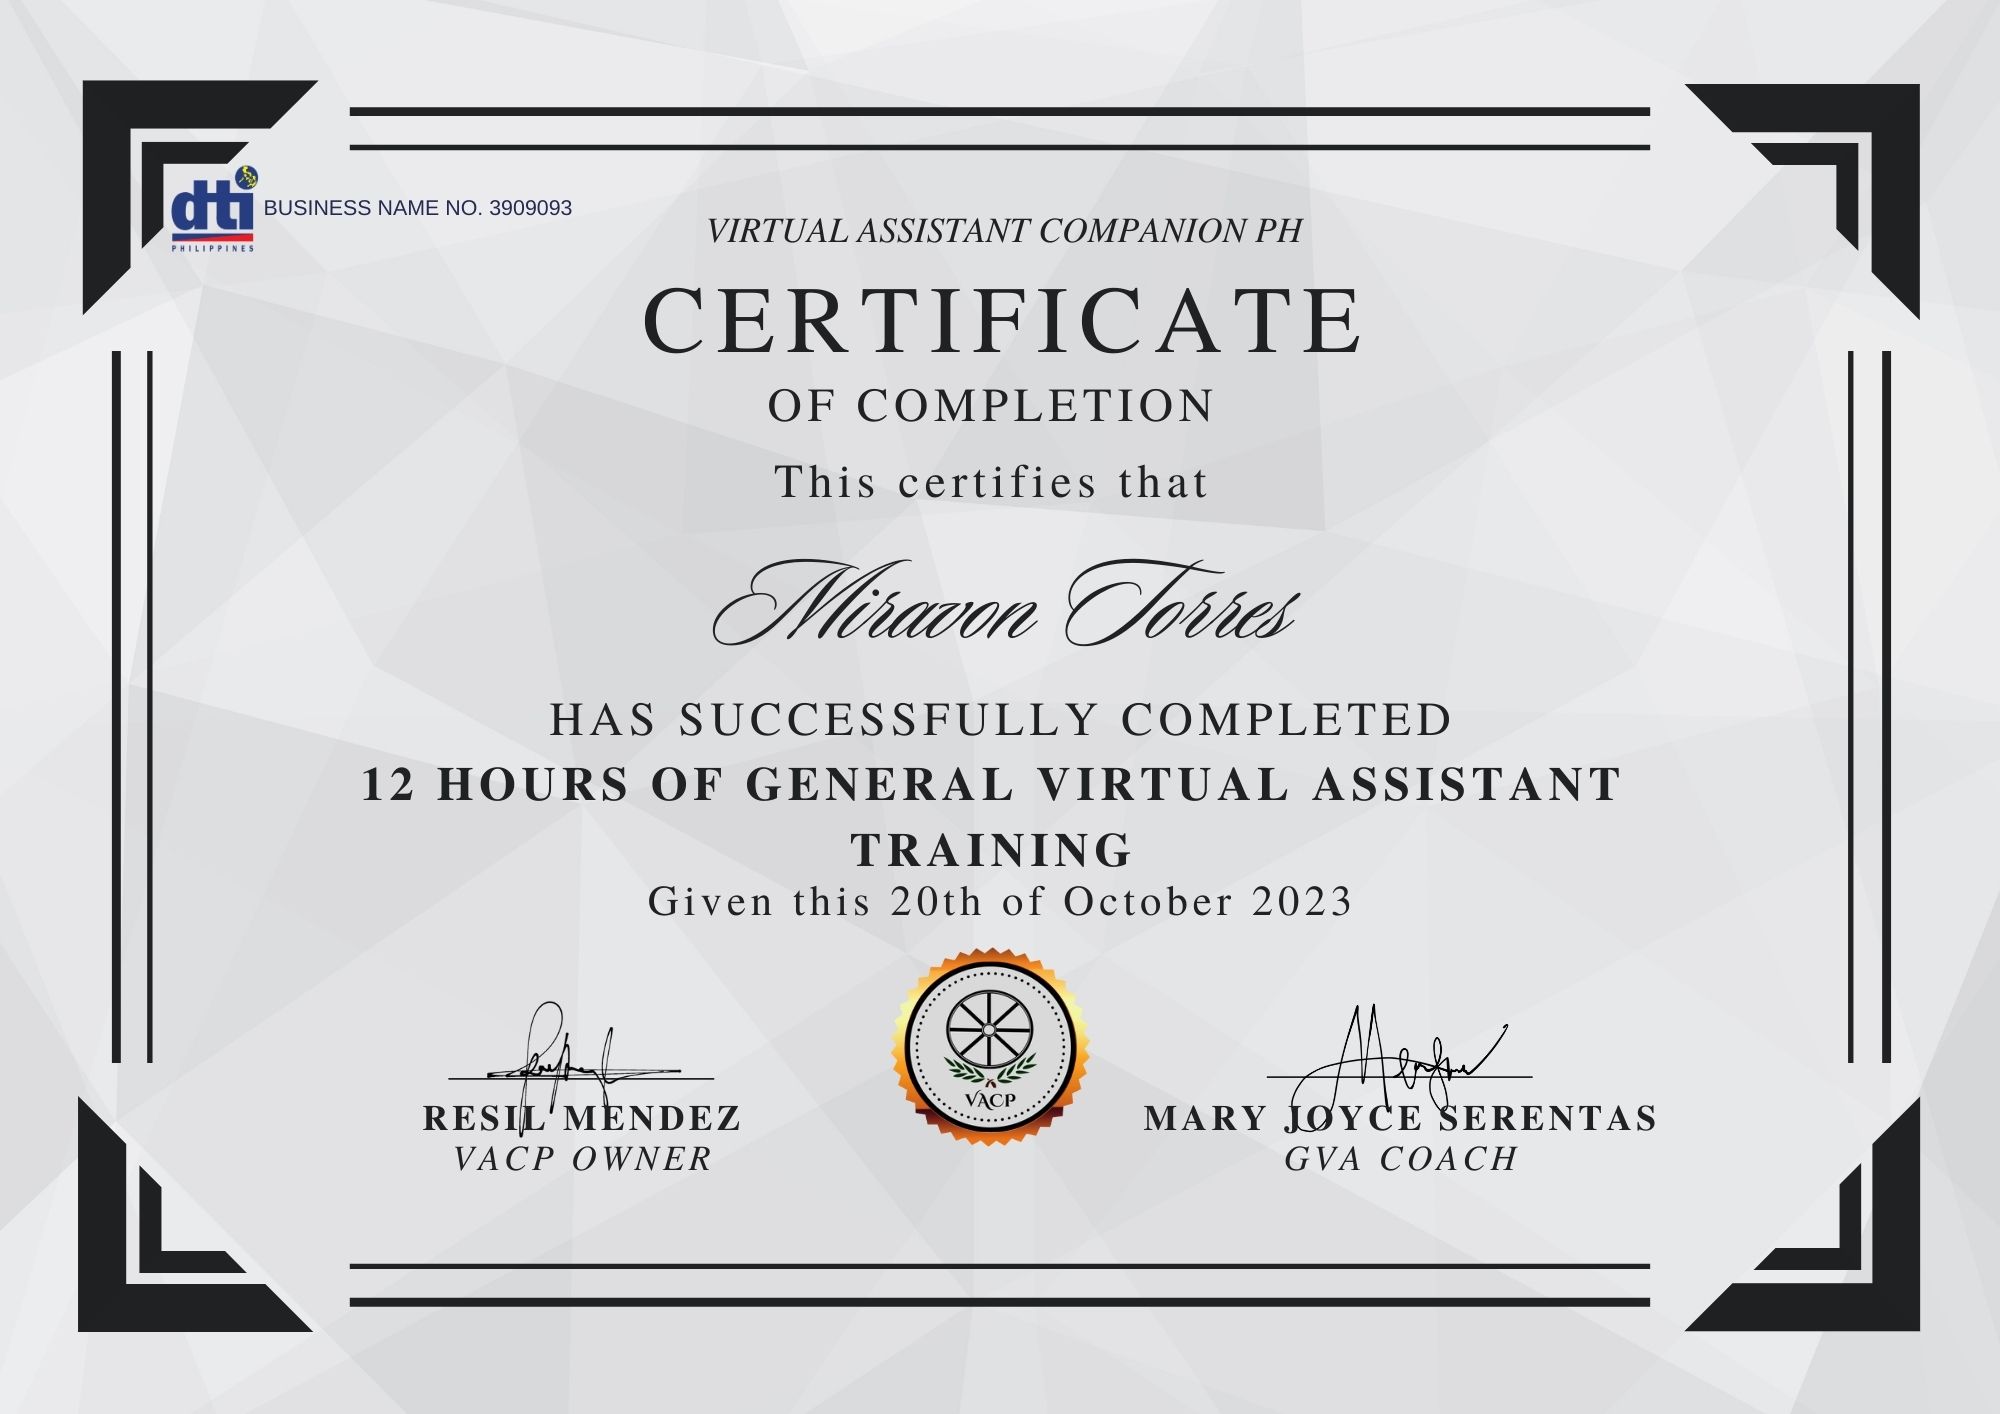 dti
PHILIPPINES
BUSINESS NAME NO. 3909093
VIRTUAL ASSISTANT COMPANION PH
CERTIFICATE
OF COMPLETION
This certifies that
Miravon Torres
HAS SUCCESSFULLY COMPLETED
12 HOURS OF GENERAL VIRTUAL ASSISTANT
TRAINING
Given this 20th of October 2023
VACP
RESIL MENDEZ
VACP OWNER
MARY JOYCE SERENTAS
GVA COACH